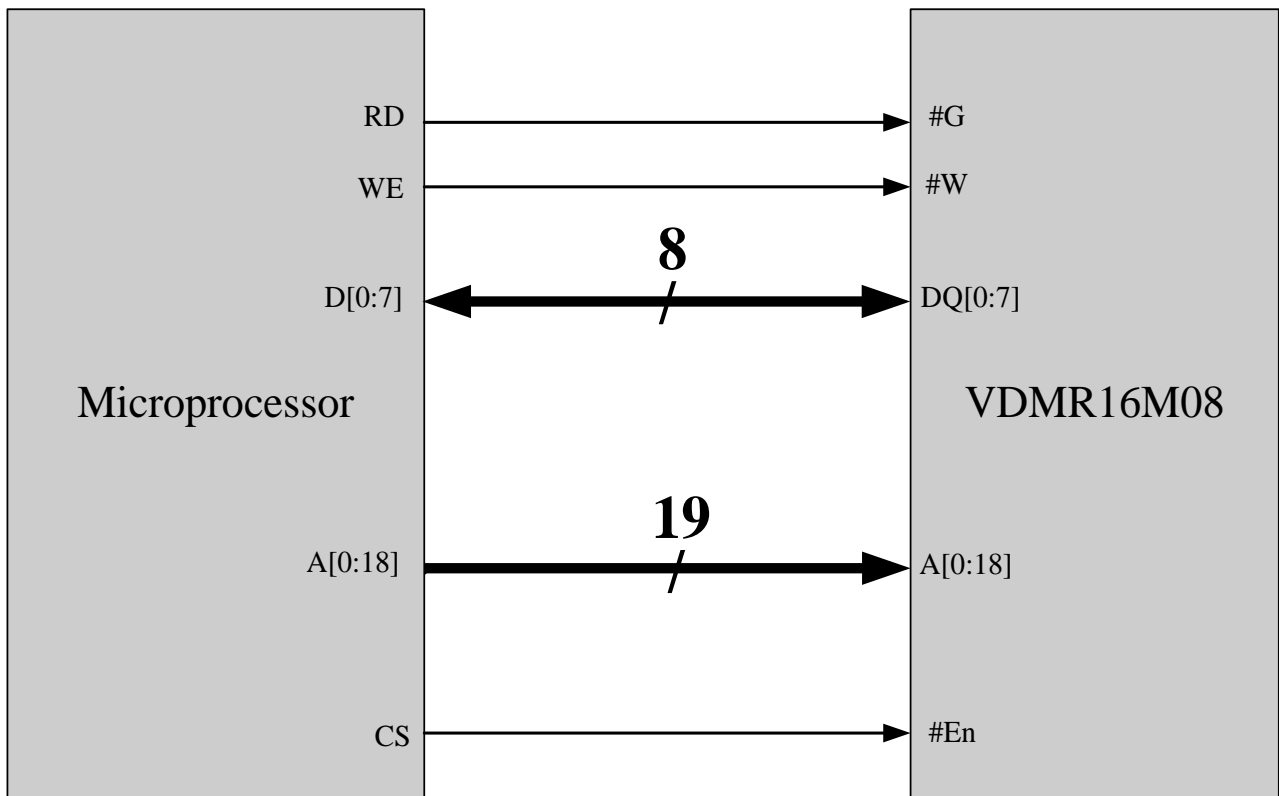 RD
#G
WE
#W
8
D[0:7]
DQ[0:7]
Microprocessor
VDMR16M08
19
A[0:18]
A[0:18]
CS
#En